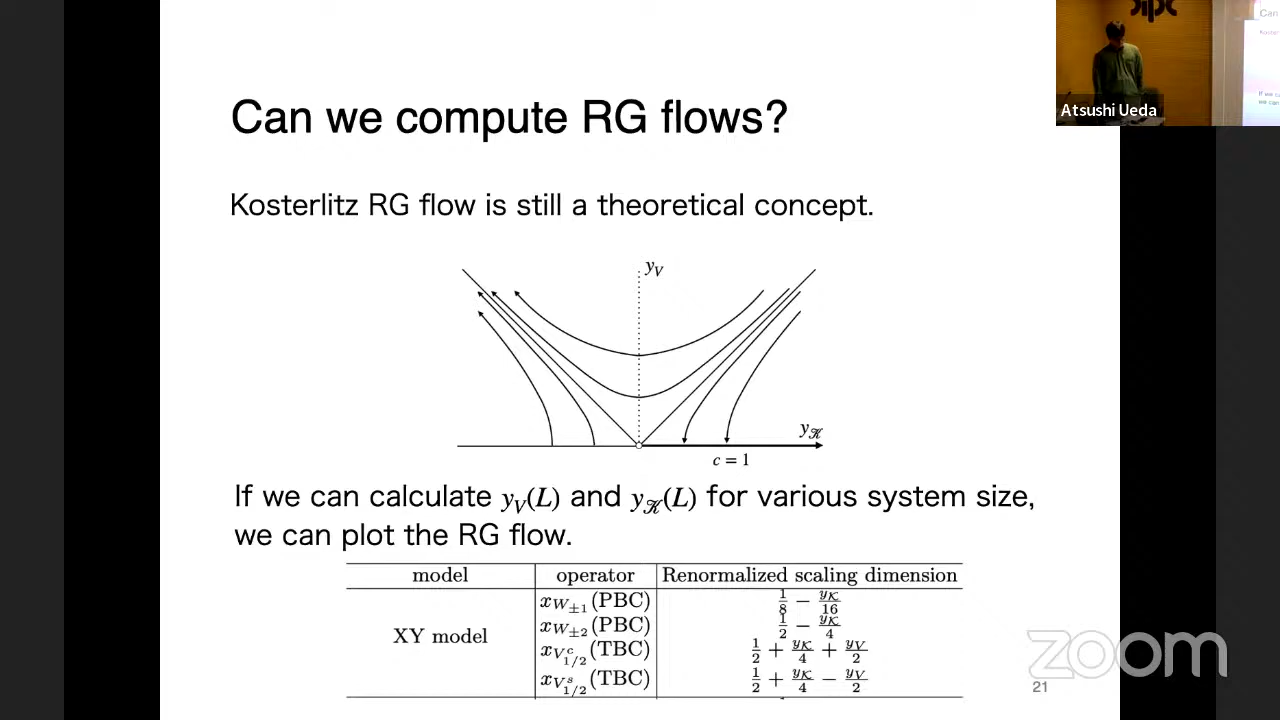 Can we compute RG flows?
Atsushi Ueda
Kosterlitz RG flow is still a theoretical concept.
y_V
y_𝒦
c = 1
If we can calculate y_V(L) and y_𝒦(L) for various system size,
we can plot the RG flow.
model operator Renormalized scaling dimension
XY model
x_{W_{±1}}(PBC) 1/8 − y_𝒦/16
x_{W_{±2}}(PBC) 1/2 − y_𝒦/4
x_{V^c_{1/2}}(TBC) 1/2 + y_𝒦/4 + y_V/2
x_{V^s_{1/2}}(TBC) 1/2 + y_𝒦/4 − y_V/2
zoom
21